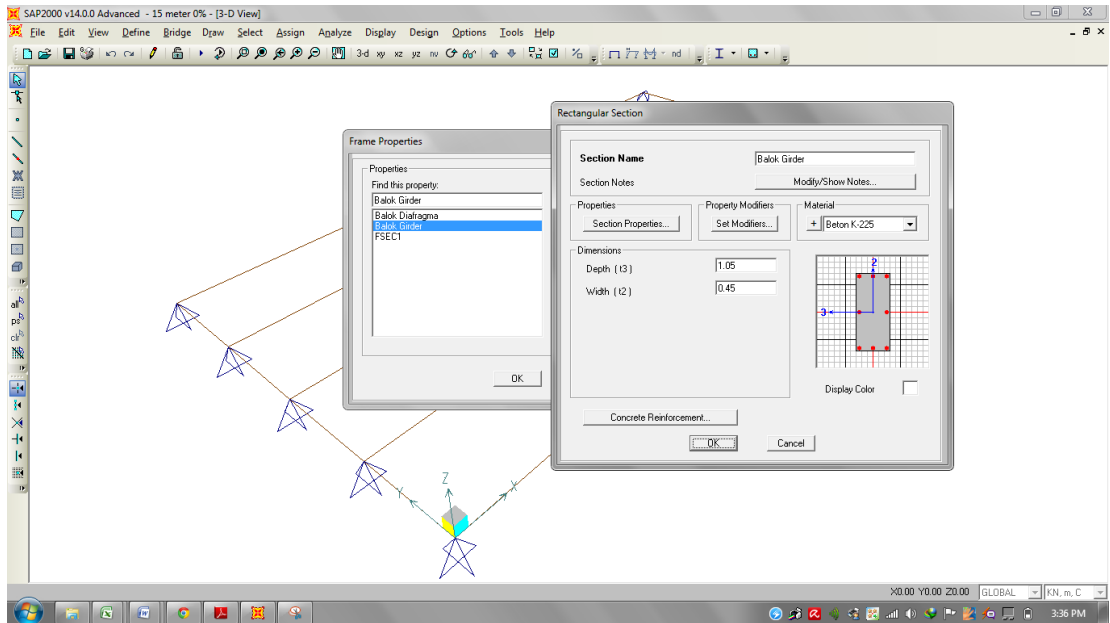 SAP2000 v14.0.0 Advanced - 15 meter 0% - [3-D View]
File Edit View Define Bridge Draw Select Assign Analyze Display Design Options Tools Help
3-d xy xz yz nv
nd
all
ps
clr
Frame Properties
Properties
Find this property:
Balok Girder
Balok Diafragma
Balok Girder
FSEC1
OK
Rectangular Section
Section Name
Balok Girder
Section Notes
Modify/Show Notes...
Properties
Property Modifiers
Material
Section Properties...
Set Modifiers...
+ Beton K-225
Dimensions
Depth ( t3 )
1.05
Width ( t2 )
0.45
2
3
Display Color
Concrete Reinforcement...
OK
Cancel
Z
Y
X
X0.00 Y0.00 Z0.00
GLOBAL
KN, m, C
3:36 PM